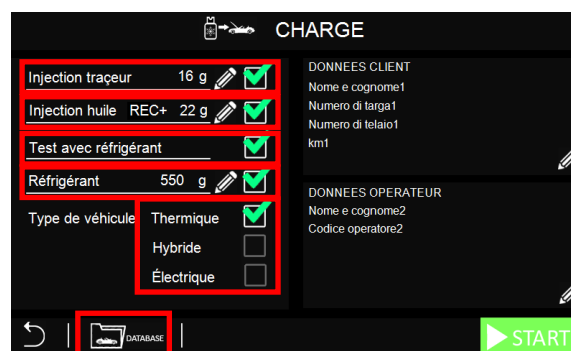 CHARGE
Injection traçeur 16 g
Injection huile REC+ 22 g
Test avec réfrigérant
Réfrigérant 550 g
Type de véhicule Thermique
Hybride
Électrique
DONNEES CLIENT
Nome e cognome1
Numero di targa1
Numero di telaio1
km1
DONNEES OPERATEUR
Nome e cognome2
Codice operatore2
DATABASE
START